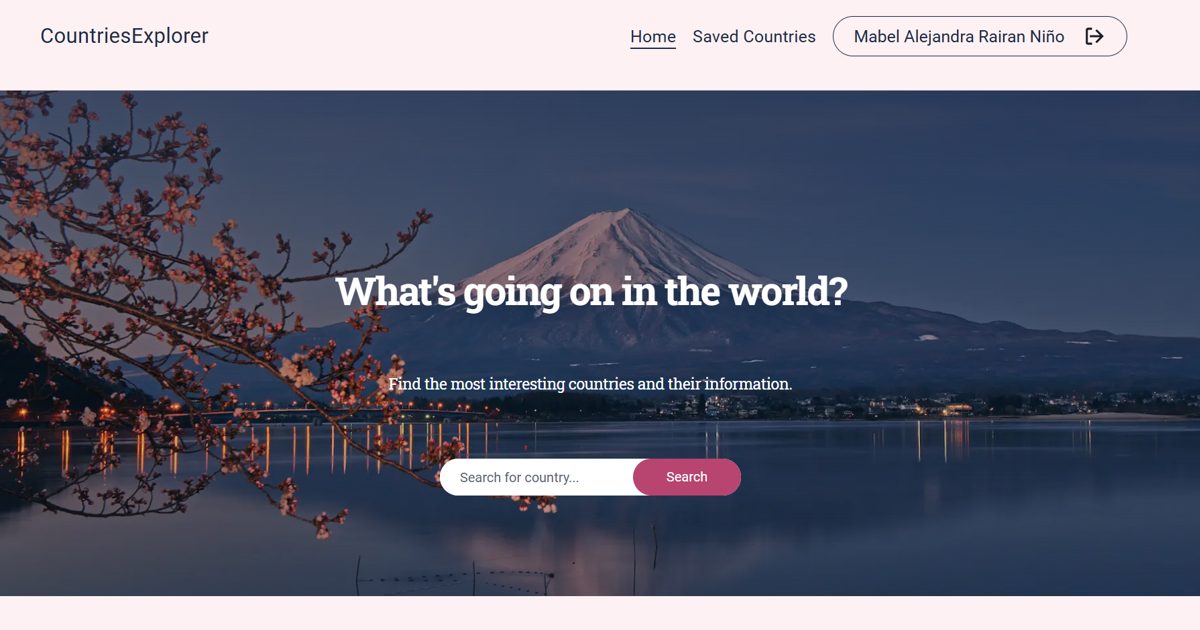 CountriesExplorer
Home
Saved Countries
Mabel Alejandra Rairan Niño
What's going on in the world?
Find the most interesting countries and their information.
Search for country...
Search